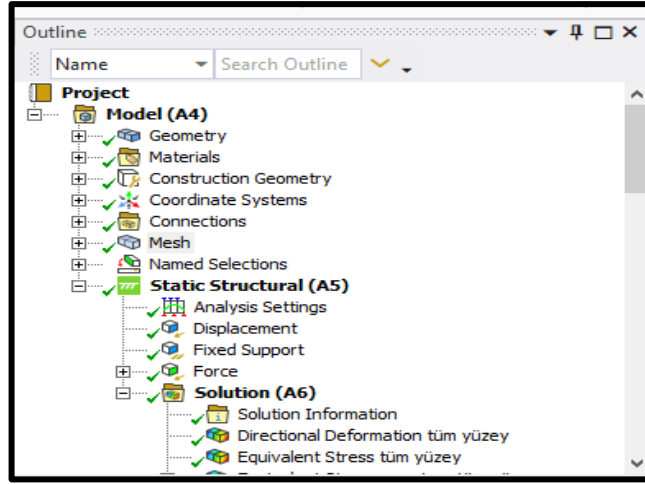 Outline
Name Search Outline
Project
Model (A4)
Geometry
Materials
Construction Geometry
Coordinate Systems
Connections
Mesh
Named Selections
Static Structural (A5)
Analysis Settings
Displacement
Fixed Support
Force
Solution (A6)
Solution Information
Directional Deformation tüm yüzey
Equivalent Stress tüm yüzey